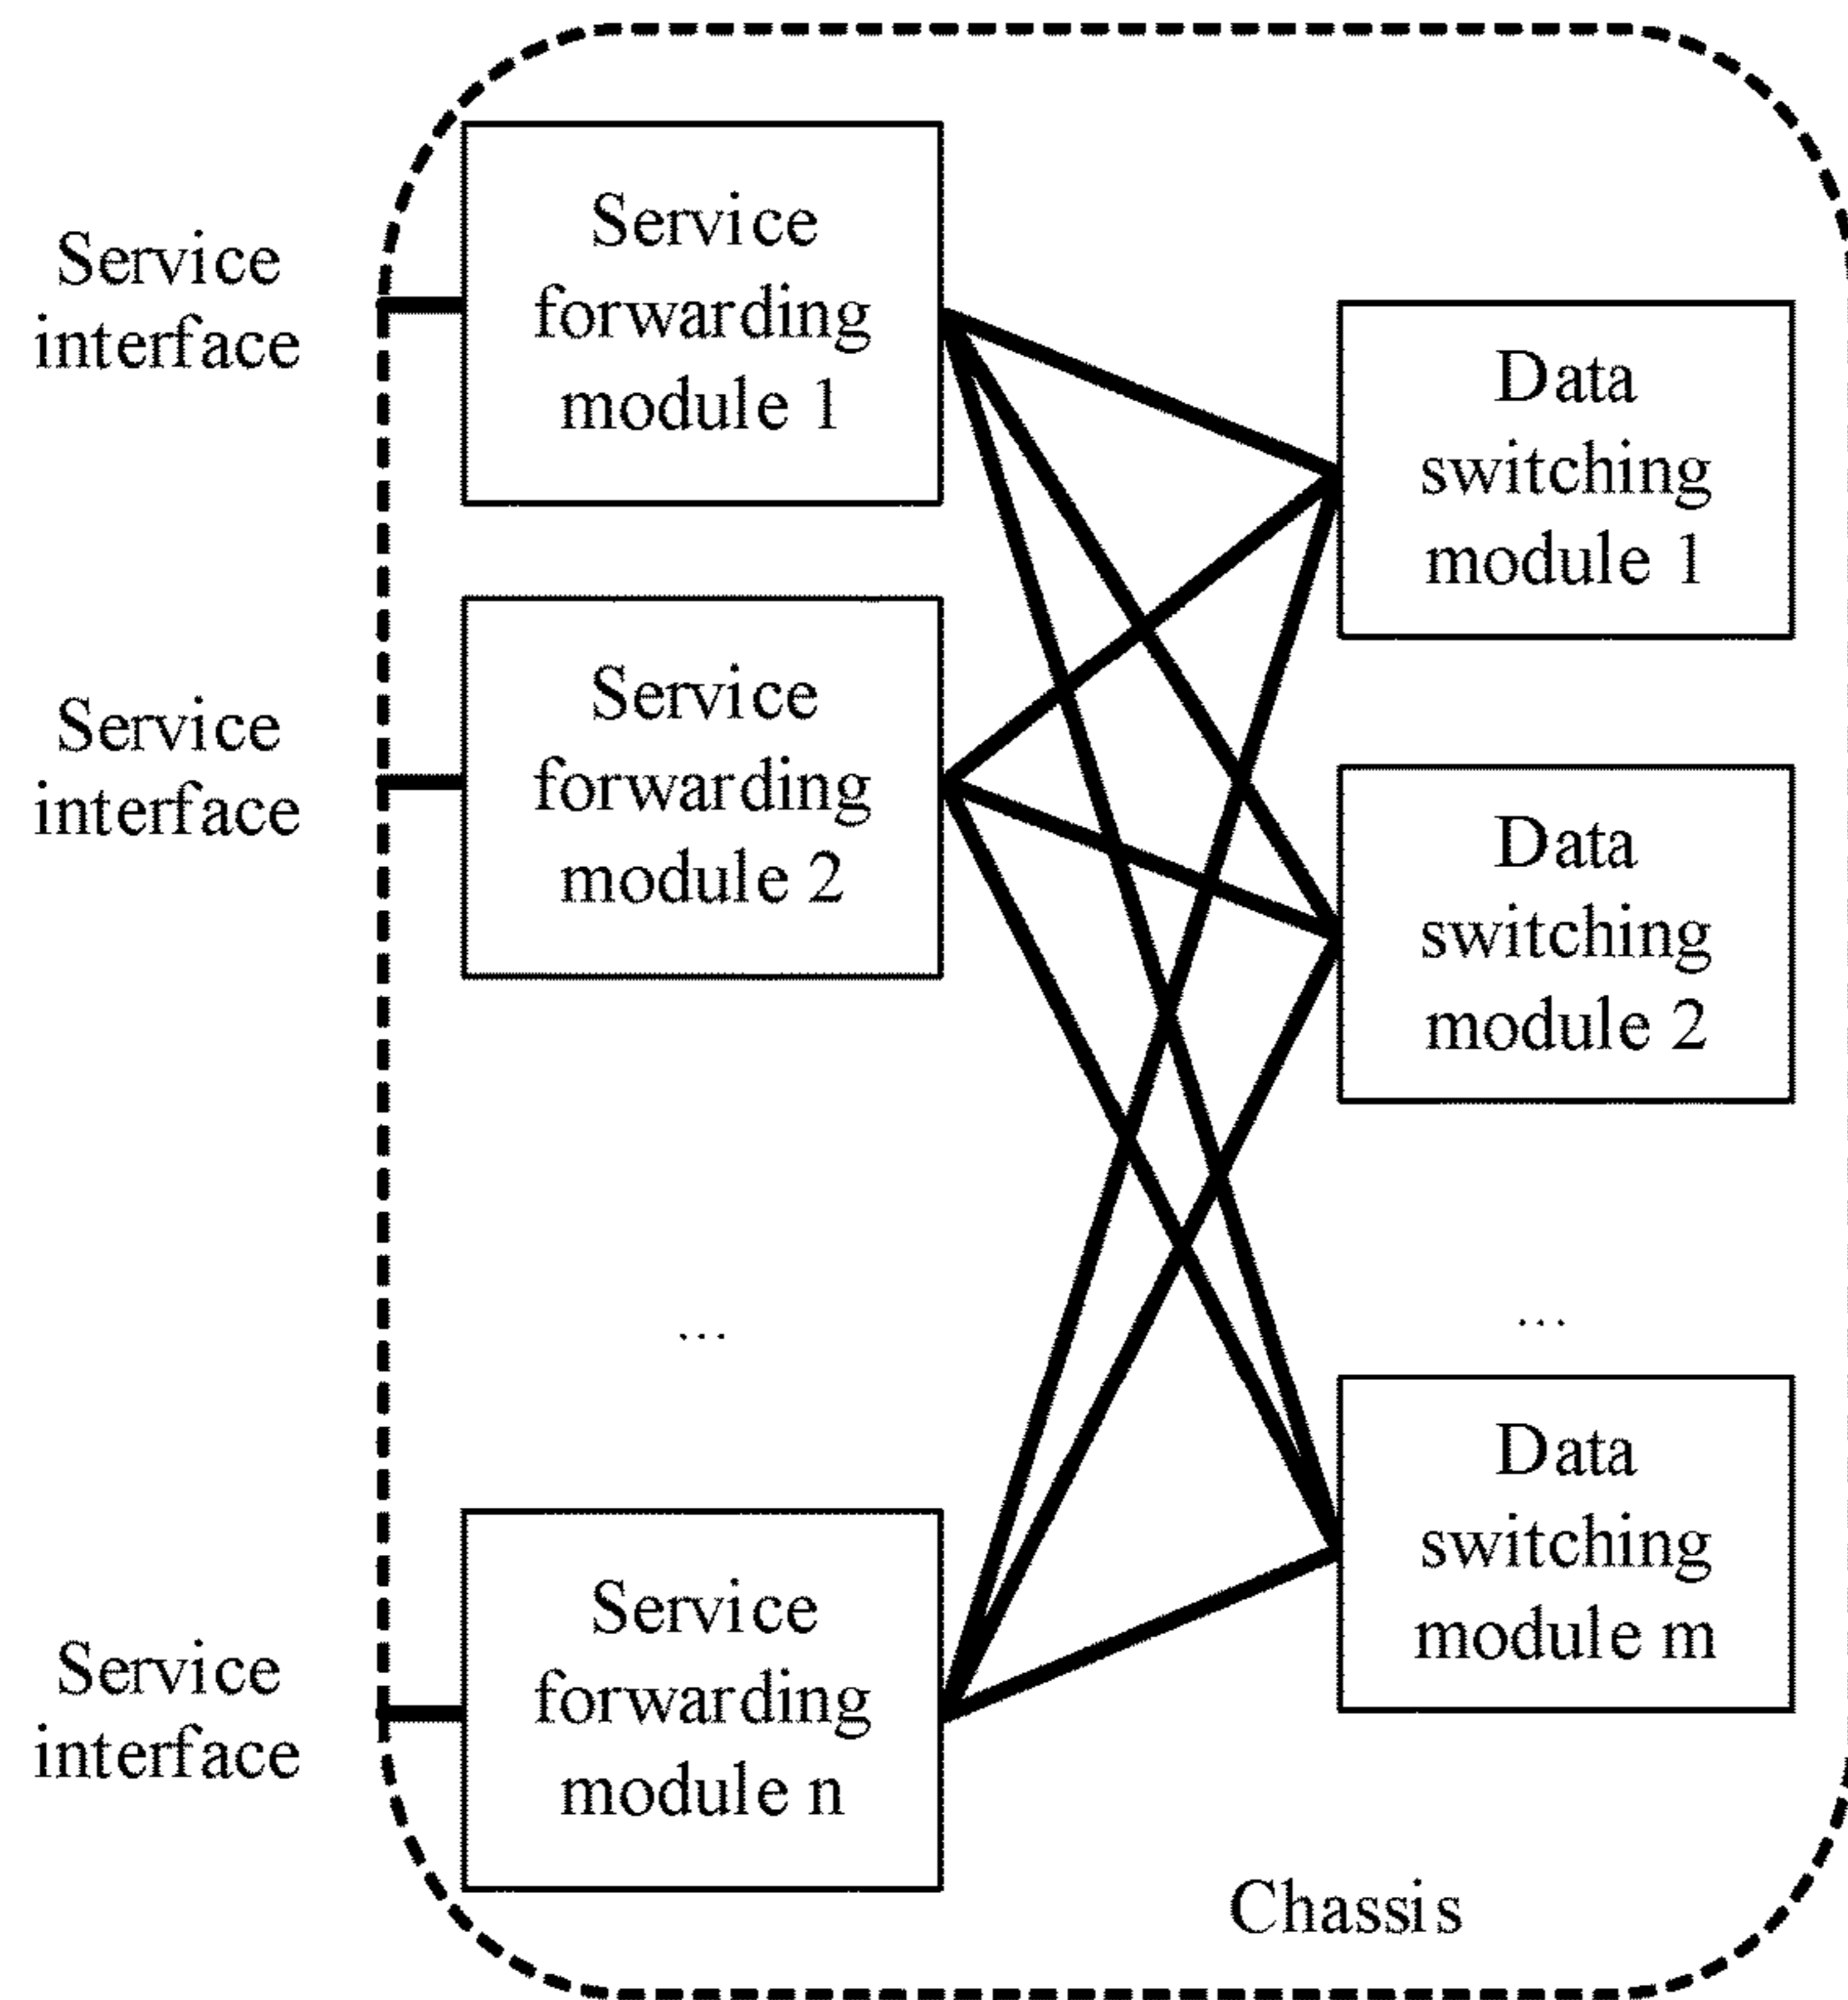 Service
interface
Service
forwarding
module 1
Data
switching
module 1
Service
interface
Service
forwarding
module 2
Data
switching
module 2
...
...
Service
interface
Service
forwarding
module n
Data
switching
module m
Chassis